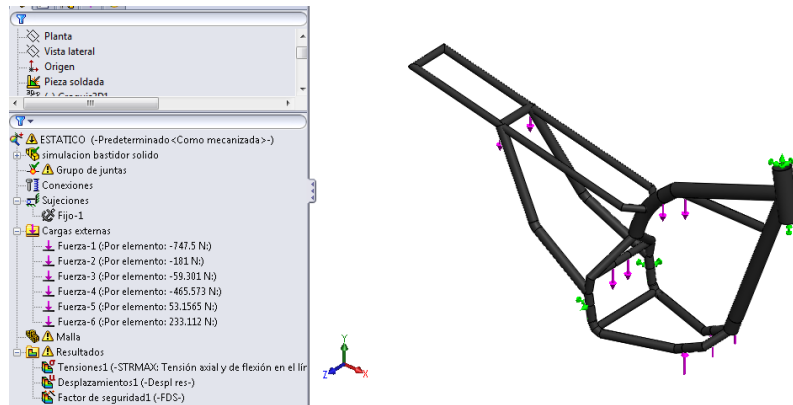 Planta
Vista lateral
Origen
Pieza soldada
ESTATICO (-Predeterminado<Como mecanizada>-)
simulacion bastidor solido
Grupo de juntas
Conexiones
Sujeciones
Fijo-1
Cargas externas
Fuerza-1 (:Por elemento: -747.5 N:)
Fuerza-2 (:Por elemento: -181 N:)
Fuerza-3 (:Por elemento: -59.301 N:)
Fuerza-4 (:Por elemento: -465.573 N:)
Fuerza-5 (:Por elemento: 53.1565 N:)
Fuerza-6 (:Por elemento: 233.112 N:)
Malla
Resultados
Tensiones1 (-STRMAX: Tensión axial y de flexión en el lír
Desplazamientos1 (-Despl res-)
Factor de seguridad1 (-FDS-)
Y
Z
X